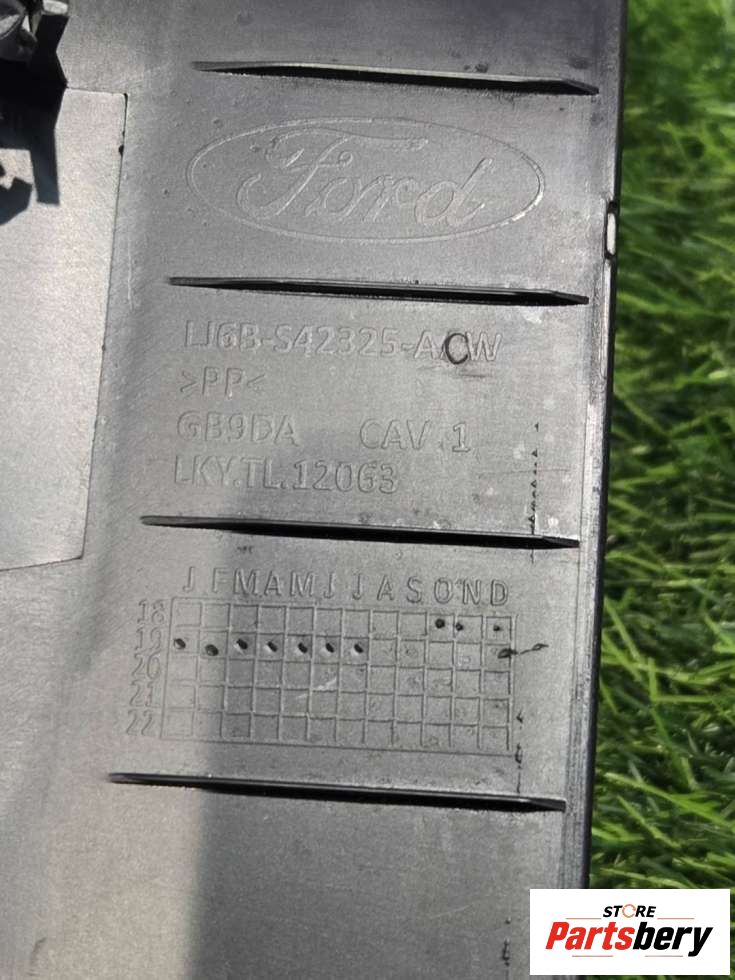 Ford
LJ6B-S42325-ACW
>PP<
GB9DA CAV.1
LKY.TL.12063
J F M A M J J A S O N D
18
19
20
21
22
STORE
Partsbery